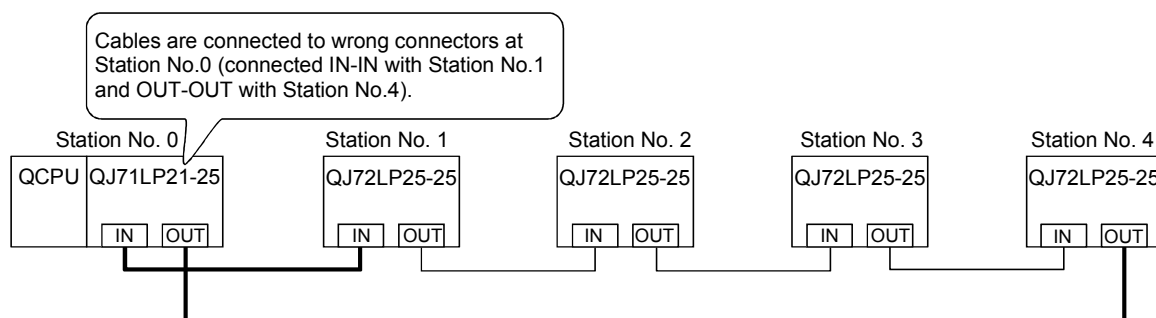 Cables are connected to wrong connectors at
Station No.0 (connected IN-IN with Station No.1
and OUT-OUT with Station No.4).
Station No. 0 Station No. 1 Station No. 2 Station No. 3 Station No. 4
QCPU QJ71LP21-25 QJ72LP25-25 QJ72LP25-25 QJ72LP25-25 QJ72LP25-25
IN OUT IN OUT IN OUT IN OUT IN OUT